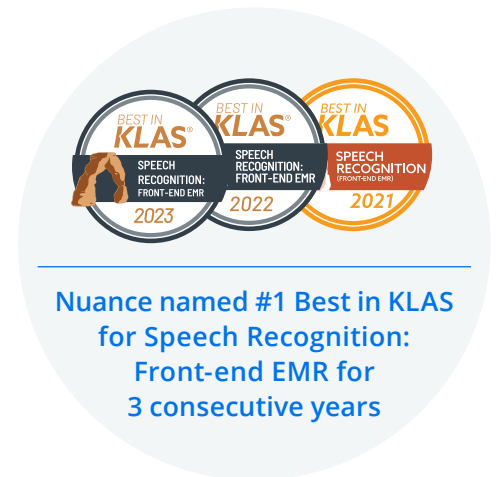 BEST IN
KLAS®
SPEECH
RECOGNITION:
FRONT-END EMR
2023
BEST IN
KLAS®
SPEECH
RECOGNITION:
FRONT-END EMR
2022
BEST IN
KLAS
SPEECH
RECOGNITION
(FRONT-END EMR)
2021
Nuance named #1 Best in KLAS
for Speech Recognition:
Front-end EMR for
3 consecutive years